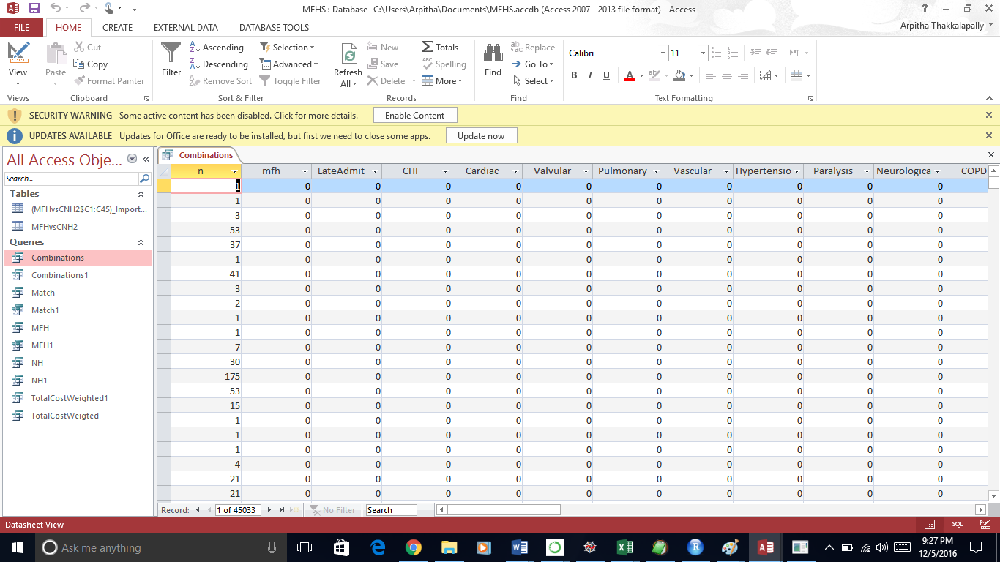 MFHS : Database- C:\Users\Arpitha\Documents\MFHS.accdb (Access 2007 - 2013 file format) - Access
FILE HOME CREATE EXTERNAL DATA DATABASE TOOLS Arpitha Thakkalapally
View
Views
Paste
Cut
Copy
Format Painter
Clipboard
Filter
Ascending
Descending
Remove Sort
Selection
Advanced
Toggle Filter
Sort & Filter
Refresh
All
New
Save
Delete
Totals
Spelling
More
Records
Find
Replace
Go To
Select
Find
Calibri 11
B I U A
Text Formatting
SECURITY WARNING Some active content has been disabled. Click for more details. Enable Content
UPDATES AVAILABLE Updates for Office are ready to be installed, but first we need to close some apps. Update now
All Access Obje...
Search...
Tables
(MFHvsCNH2$C1:C45)_Import...
MFHvsCNH2
Queries
Combinations
Combinations1
Match
Match1
MFH
MFH1
NH
NH1
TotalCostWeighted1
TotalCostWeigted
Combinations
n mfh LateAdmit CHF Cardiac Valvular Pulmonary Vascular Hypertensio Paralysis Neurologica COPD
1 0 0 0 0 0 0 0 0 0 0
1 0 0 0 0 0 0 0 0 0 0
3 0 0 0 0 0 0 0 0 0 0
53 0 0 0 0 0 0 0 0 0 0
37 0 0 0 0 0 0 0 0 0 0
1 0 0 0 0 0 0 0 0 0 0
41 0 0 0 0 0 0 0 0 0 0
3 0 0 0 0 0 0 0 0 0 0
2 0 0 0 0 0 0 0 0 0 0
1 0 0 0 0 0 0 0 0 0 0
1 0 0 0 0 0 0 0 0 0 0
7 0 0 0 0 0 0 0 0 0 0
30 0 0 0 0 0 0 0 0 0 0
175 0 0 0 0 0 0 0 0 0 0
53 0 0 0 0 0 0 0 0 0 0
15 0 0 0 0 0 0 0 0 0 0
1 0 0 0 0 0 0 0 0 0 0
1 0 0 0 0 0 0 0 0 0 0
1 0 0 0 0 0 0 0 0 0 0
4 0 0 0 0 0 0 0 0 0 0
21 0 0 0 0 0 0 0 0 0 0
21 0 0 0 0 0 0 0 0 0 0
Record: 1 of 45033 No Filter Search
Datasheet View SQL
Ask me anything
9:27 PM
12/5/2016